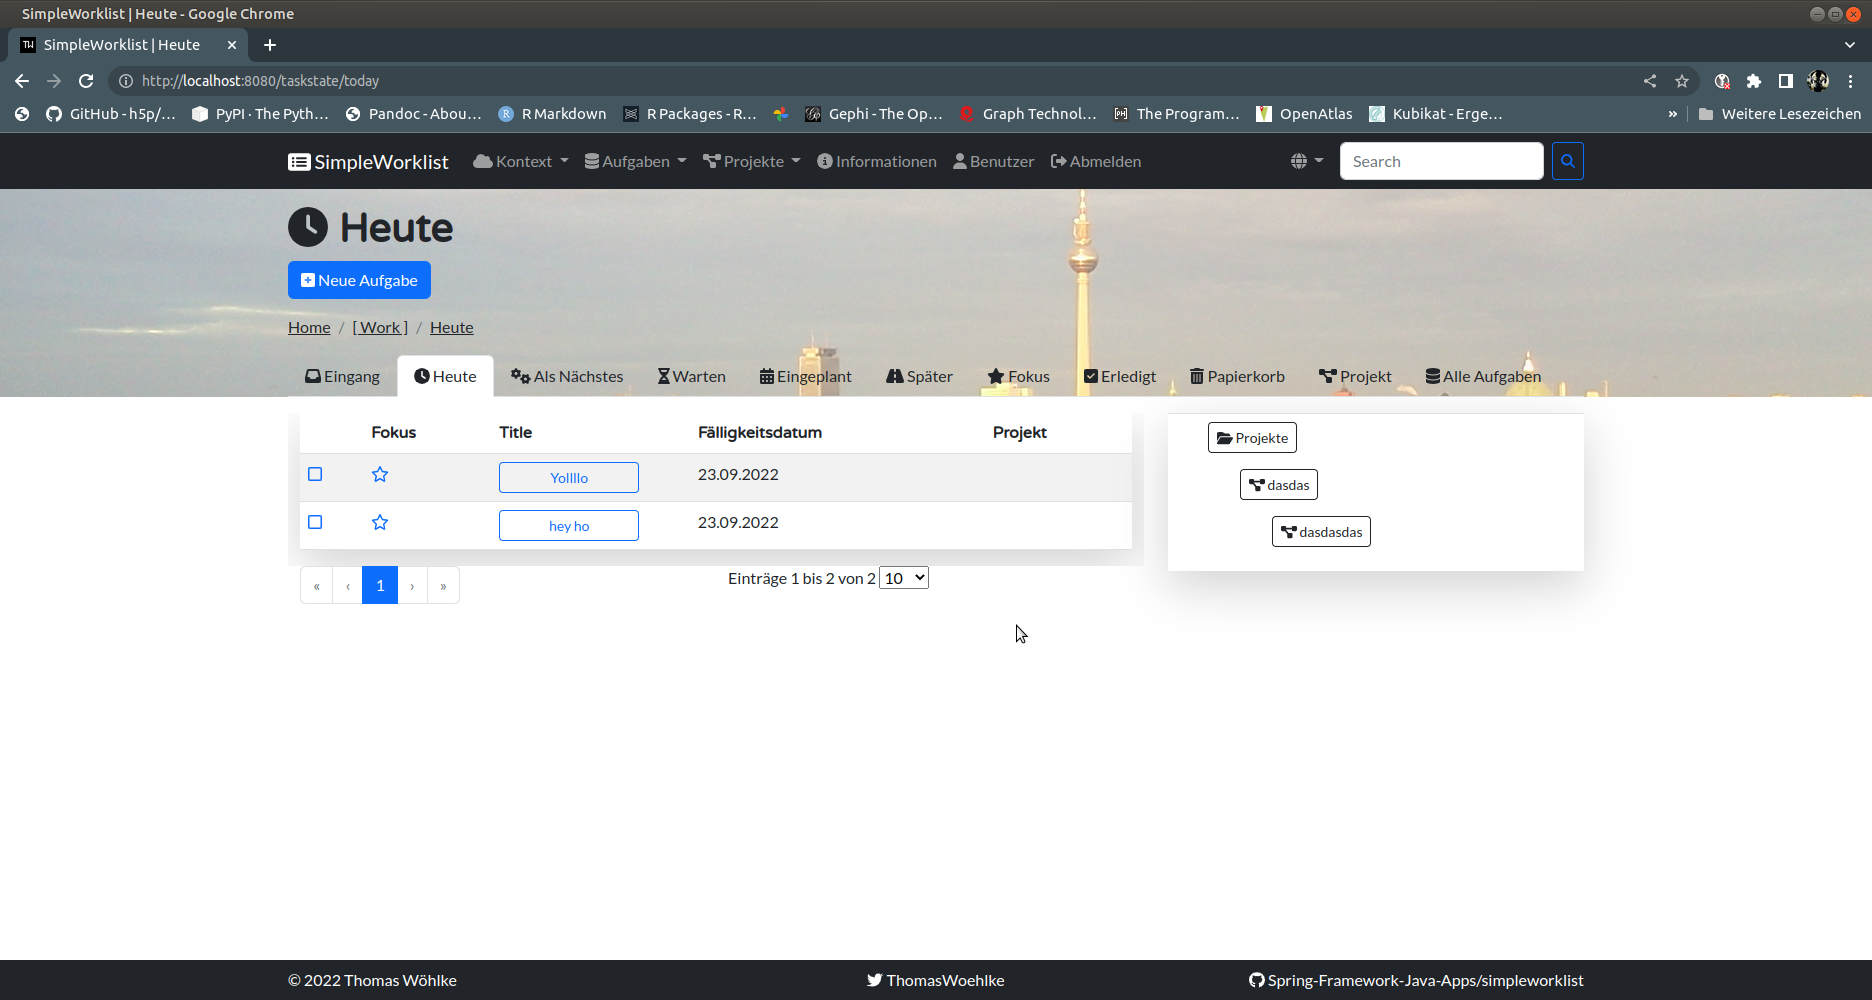 SimpleWorklist | Heute - Google Chrome
SimpleWorklist | Heute
http://localhost:8080/taskstate/today
GitHub - h5p/... PyPI · The Pyth... Pandoc - Abou... R Markdown R Packages - R... Gephi - The Op... Graph Technol... The Program... OpenAtlas Kubikat - Erge... » Weitere Lesezeichen
SimpleWorklist Kontext Aufgaben Projekte Informationen Benutzer Abmelden Search
Heute
Neue Aufgabe
Home / [ Work ] / Heute
Eingang Heute Als Nächstes Warten Eingeplant Später Fokus Erledigt Papierkorb Projekt Alle Aufgaben
Fokus Title Fälligkeitsdatum Projekt
Yollllo 23.09.2022
hey ho 23.09.2022
« ‹ 1 › » Einträge 1 bis 2 von 2 10
Projekte
dasdas
dasdasdas
© 2022 Thomas Wöhlke ThomasWoehlke Spring-Framework-Java-Apps/simpleworklist